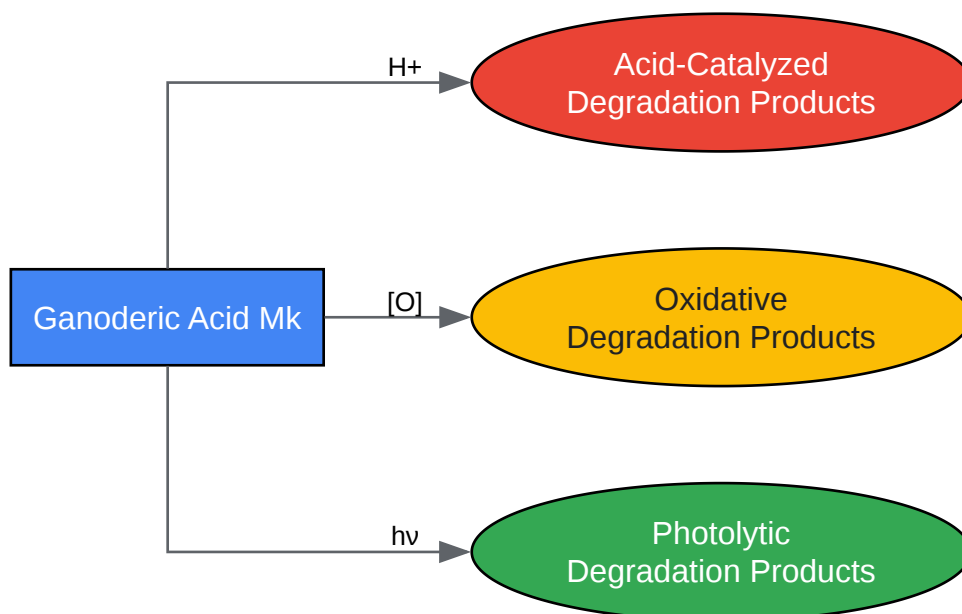 H+
Acid-Catalyzed
Degradation Products
Ganoderic Acid Mk
[O]
Oxidative
Degradation Products
hν
Photolytic
Degradation Products